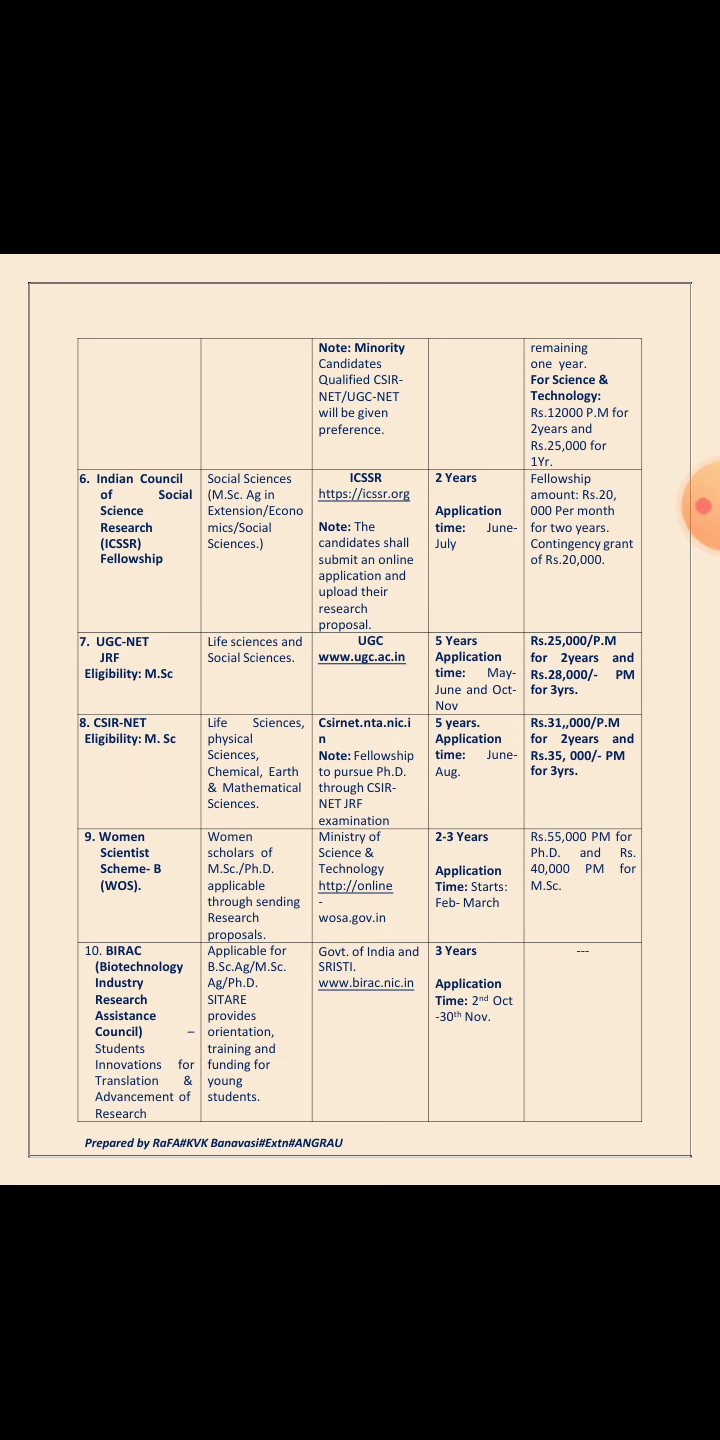 Note: Minority
Candidates
Qualified CSIR-
NET/UGC-NET
will be given
preference.
remaining
one year.
For Science &
Technology:
Rs.12000 P.M for
2years and
Rs.25,000 for
1Yr.
6. Indian Council
of Social
Science
Research
(ICSSR)
Fellowship
Social Sciences
(M.Sc. Ag in
Extension/Econo
mics/Social
Sciences.)
ICSSR
https://icssr.org
Note: The
candidates shall
submit an online
application and
upload their
research
proposal.
2 Years
Application
time: June-
July
Fellowship
amount: Rs.20,
000 Per month
for two years.
Contingency grant
of Rs.20,000.
7. UGC-NET
JRF
Eligibility: M.Sc
Life sciences and
Social Sciences.
UGC
www.ugc.ac.in
5 Years
Application
time: May-
June and Oct-
Nov
Rs.25,000/P.M
for 2years and
Rs.28,000/- PM
for 3yrs.
8. CSIR-NET
Eligibility: M. Sc
Life Sciences,
physical
Sciences,
Chemical, Earth
& Mathematical
Sciences.
Csirnet.nta.nic.i
n
Note: Fellowship
to pursue Ph.D.
through CSIR-
NET JRF
examination
5 years.
Application
time: June-
Aug.
Rs.31,,000/P.M
for 2years and
Rs.35, 000/- PM
for 3yrs.
9. Women
Scientist
Scheme- B
(WOS).
Women
scholars of
M.Sc./Ph.D.
applicable
through sending
Research
proposals.
Ministry of
Science &
Technology
http://online
-
wosa.gov.in
2-3 Years
Application
Time: Starts:
Feb- March
Rs.55,000 PM for
Ph.D. and Rs.
40,000 PM for
M.Sc.
10. BIRAC
(Biotechnology
Industry
Research
Assistance
Council) –
Students
Innovations for
Translation &
Advancement of
Research
Applicable for
B.Sc.Ag/M.Sc.
Ag/Ph.D.
SITARE
provides
orientation,
training and
funding for
young
students.
Govt. of India and
SRISTI.
www.birac.nic.in
3 Years
Application
Time: 2nd Oct
-30th Nov.
---
Prepared by RaFA#KVK Banavasi#Extn#ANGRAU